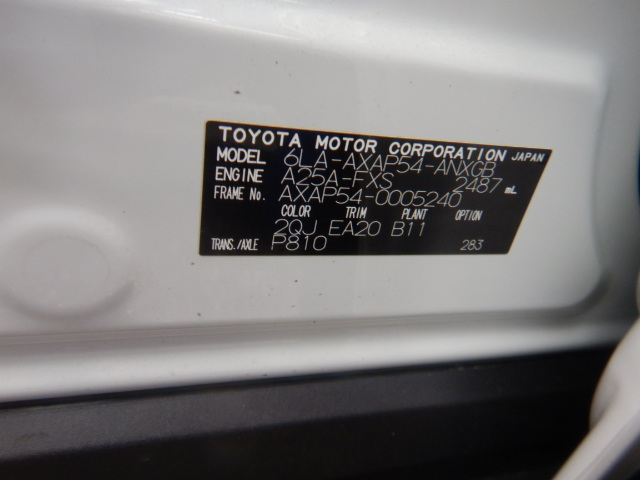 TOYOTA MOTOR CORPORATION JAPAN
MODEL 6LA-AXAP54-ANXGB
ENGINE A25A-FXS 2487 mL
FRAME No. AXAP54-0005240
COLOR TRIM PLANT OPTION
2QJ EA20 B11
TRANS./AXLE P810 283